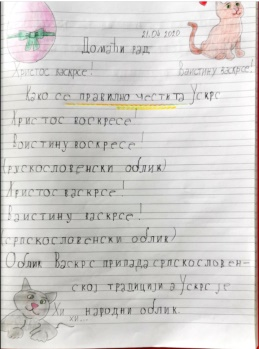 21.04 2020
Домаћи рад
Христос васкрсе! Ваистину васкрсе!
Како се правилно честита Ускрс
Христос воскресе!
Воистину воскресе!
(рускословенски облик)
Христос васкрсе!
Ваистину васкрсе!
(српскословенски облик)
Облик Васкрс припада српскословен-
ској традицији а Ускрс је
Хи народни облик.
хи..